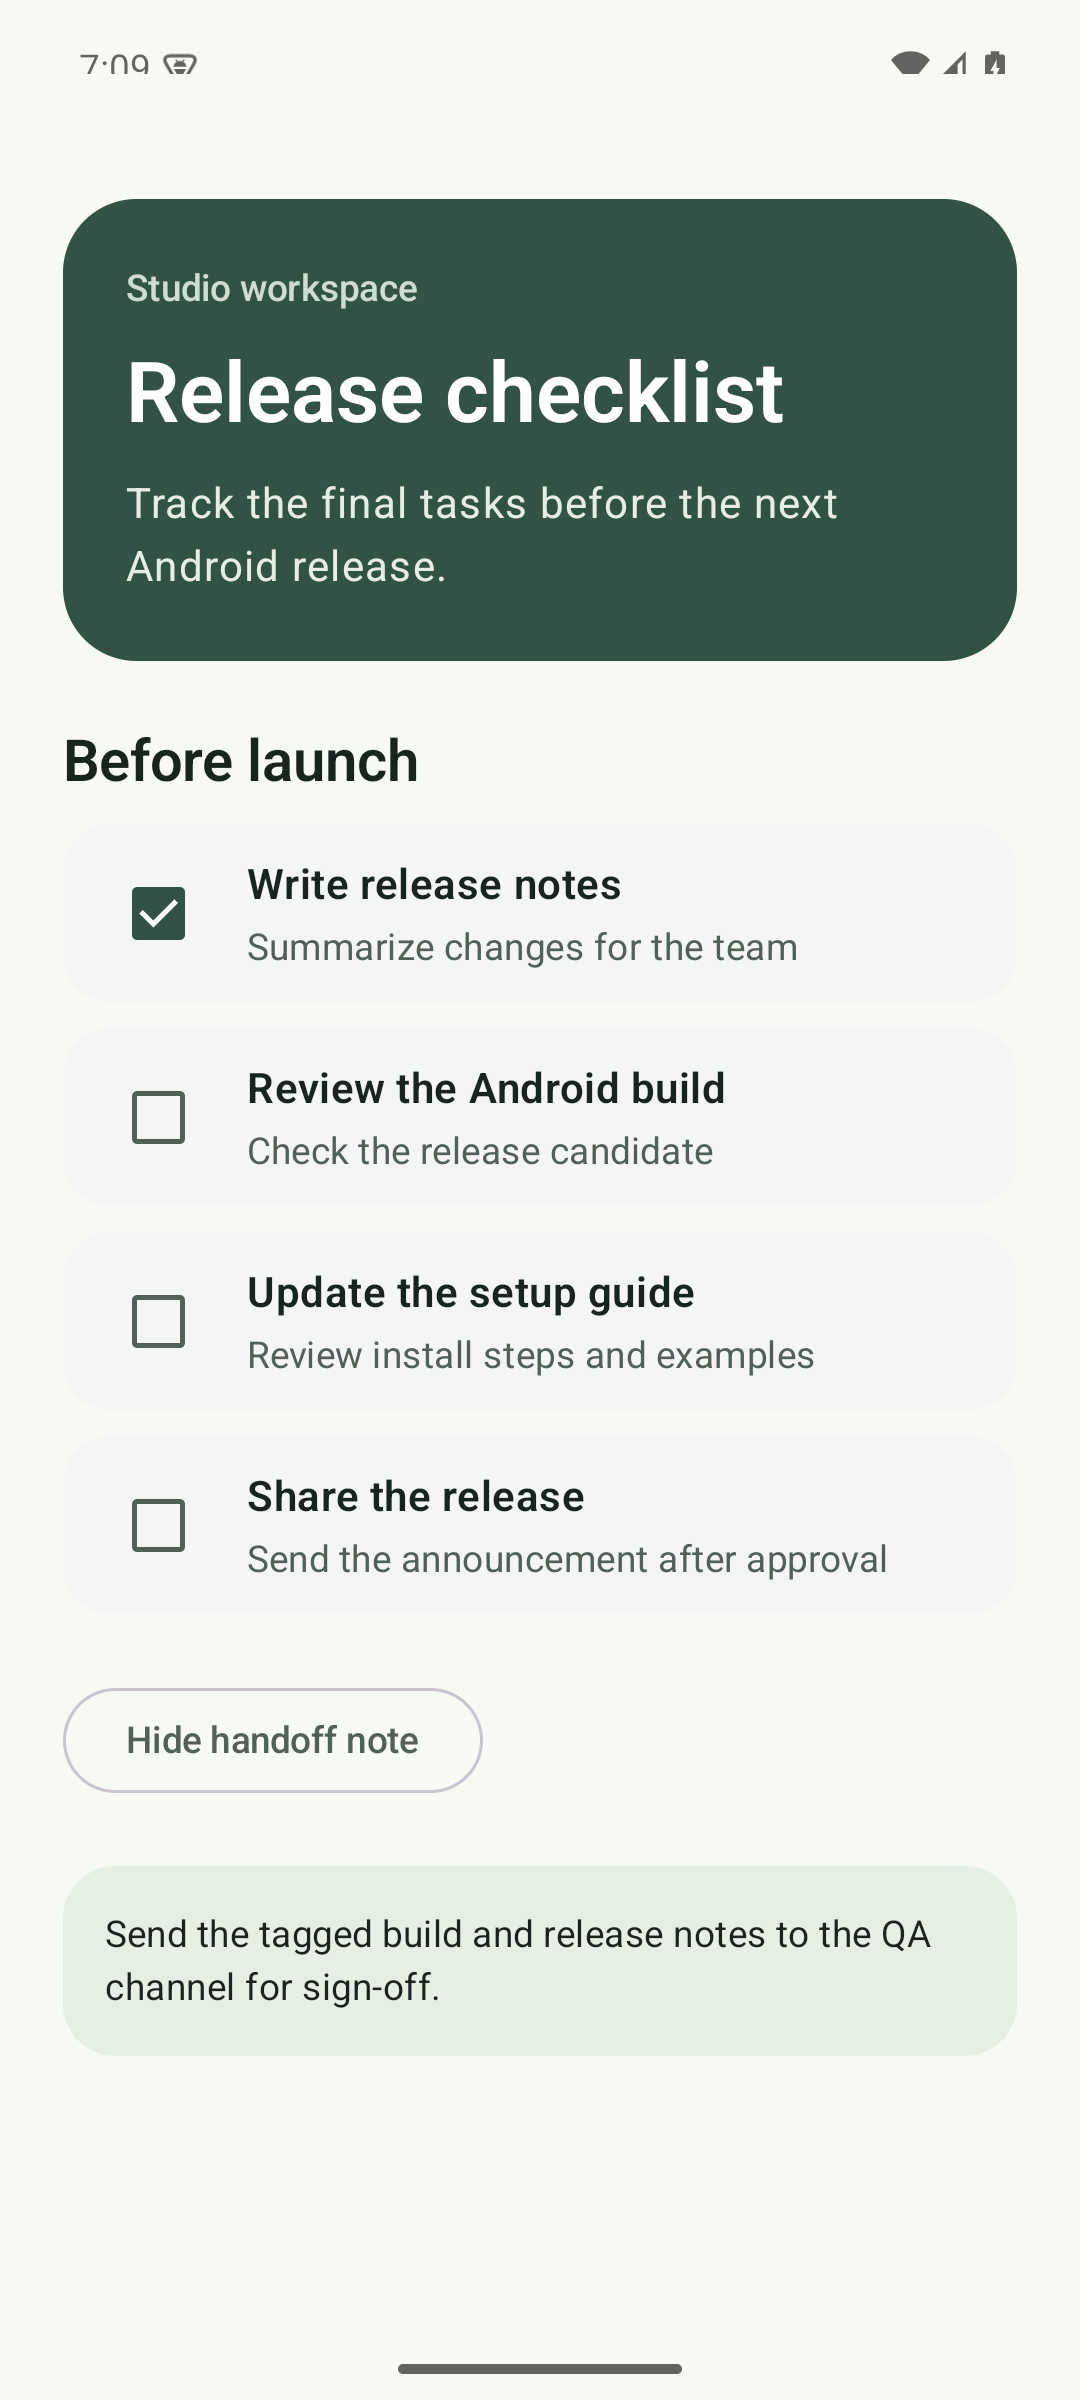 7:09
Studio workspace
Release checklist
Track the final tasks before the next
Android release.
Before launch
Write release notes
Summarize changes for the team
Review the Android build
Check the release candidate
Update the setup guide
Review install steps and examples
Share the release
Send the announcement after approval
Hide handoff note
Send the tagged build and release notes to the QA
channel for sign-off.